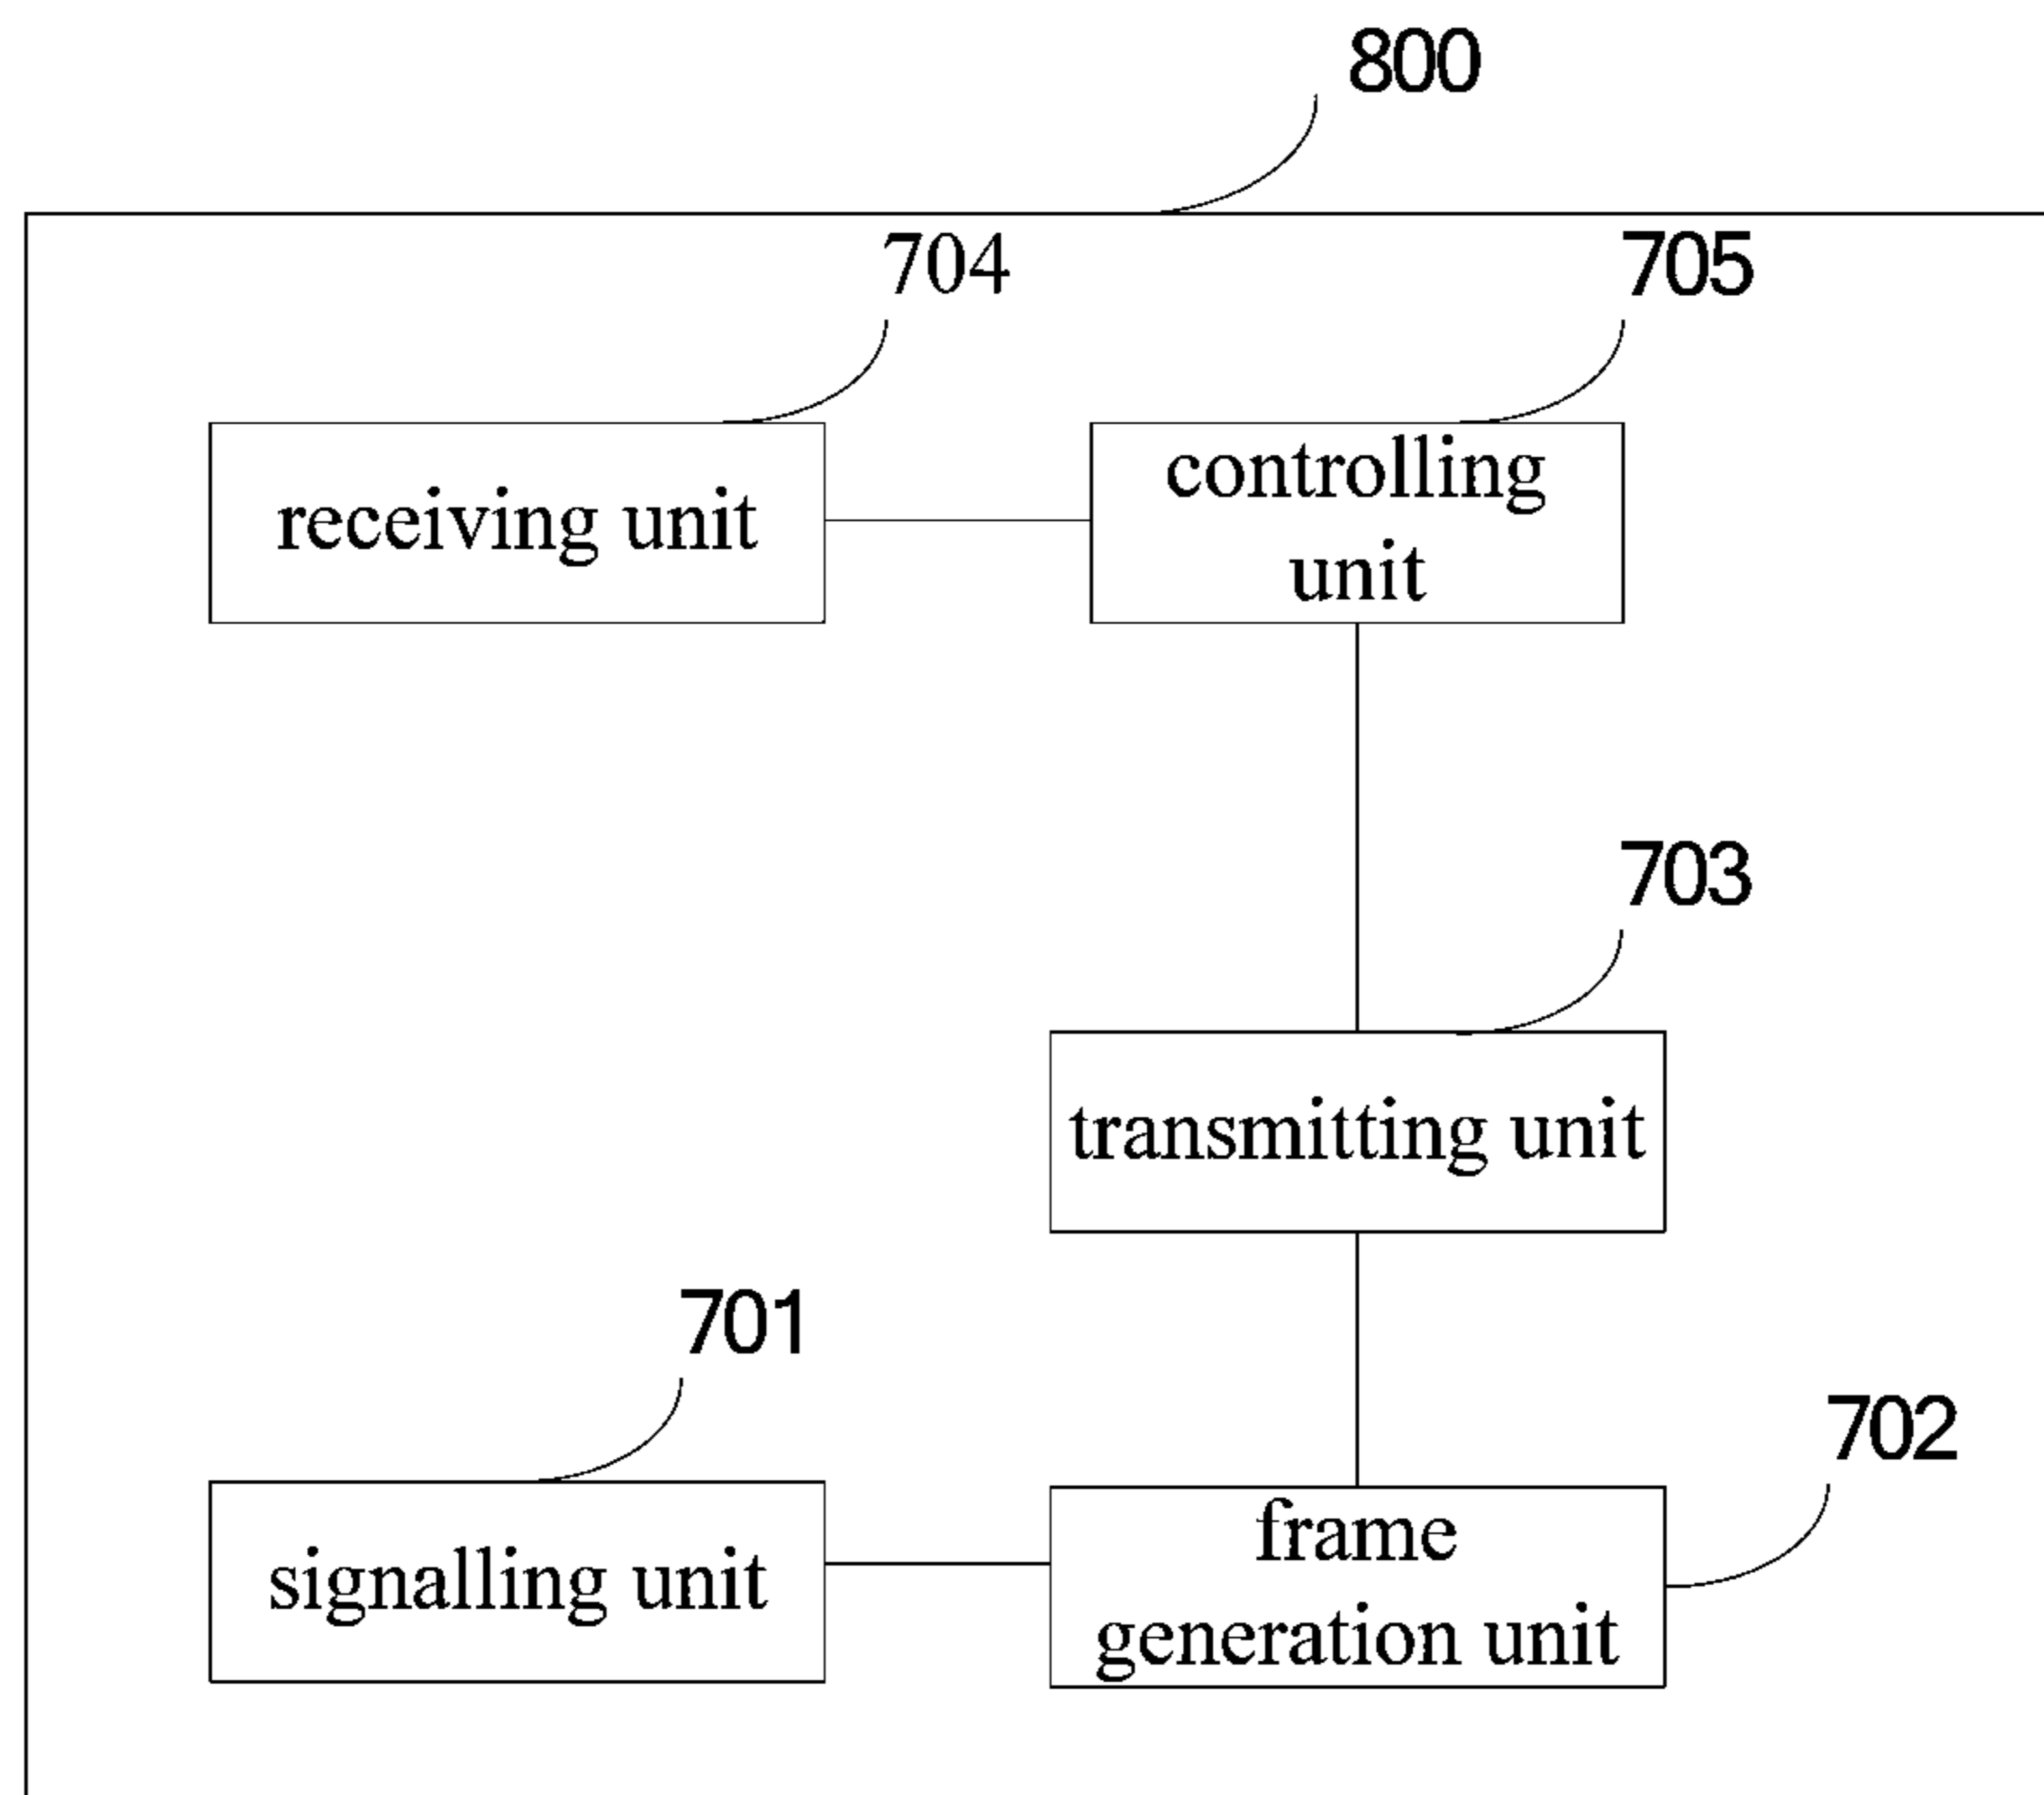 800
704
705
receiving unit
controlling
unit
703
transmitting unit
701
702
signalling unit
frame
generation unit